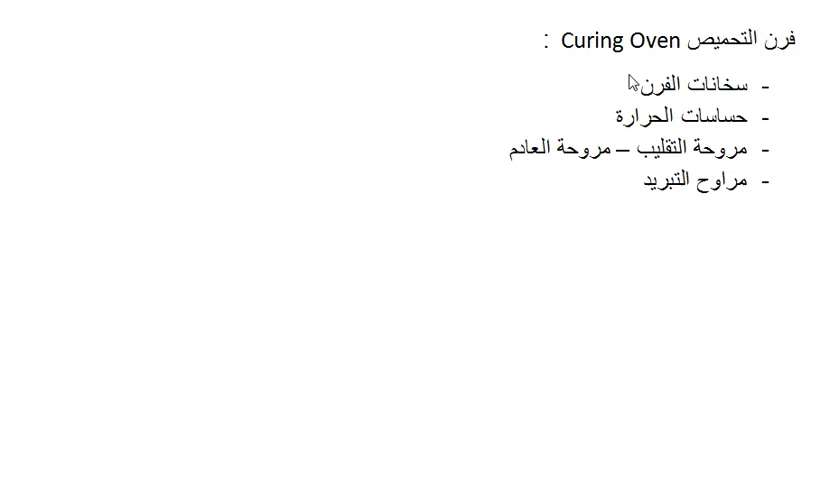 فرن التحميص Curing Oven :
- سخانات الفرن
- حساسات الحرارة
- مروحة التقليب – مروحة العادم
- مراوح التبريد